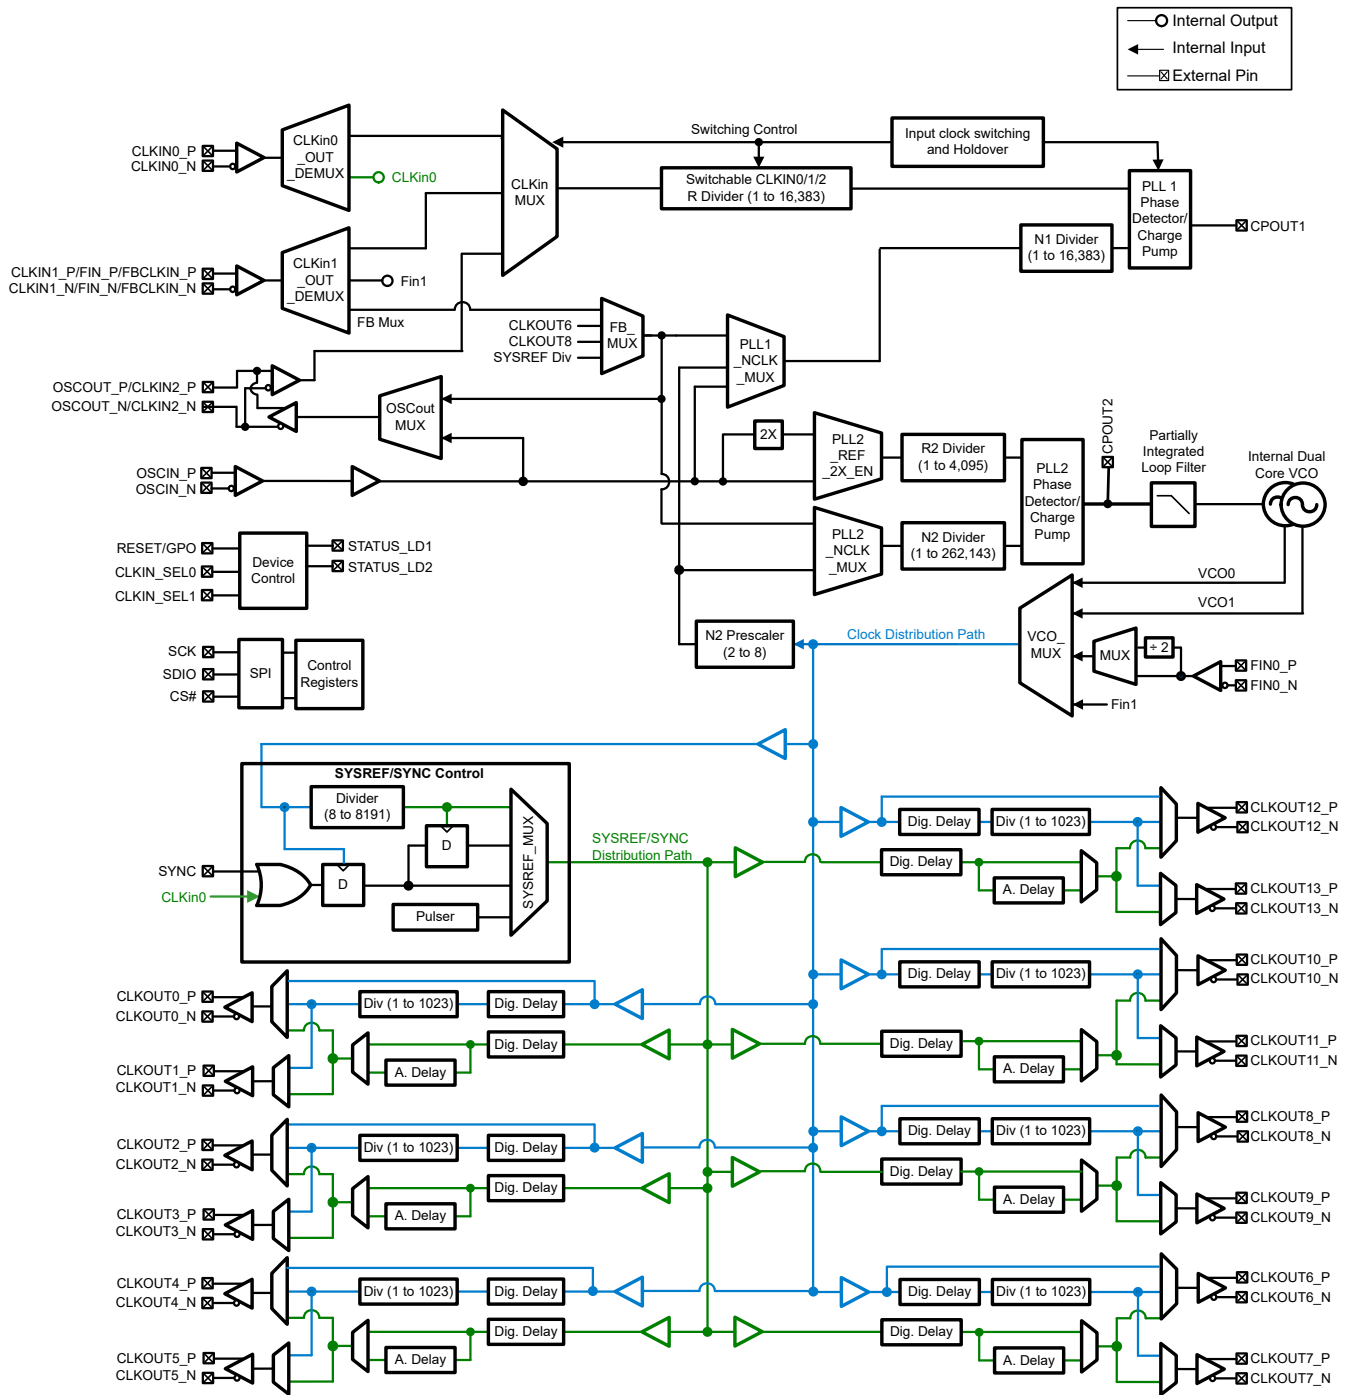 Internal Output
Internal Input
External Pin
CLKIN0_P
CLKIN0_N
CLKin0
_OUT
_DEMUX
CLKin0
CLKin
MUX
Switching Control
Input clock switching
and Holdover
Switchable CLKIN0/1/2
R Divider (1 to 16,383)
PLL 1
Phase
Detector/
Charge
Pump
CPOUT1
N1 Divider
(1 to 16,383)
CLKIN1_P/FIN_P/FBCLKIN_P
CLKIN1_N/FIN_N/FBCLKIN_N
CLKin1
_OUT
_DEMUX
Fin1
FB Mux
CLKOUT6
CLKOUT8
SYSREF Div
FB_
MUX
PLL1
_NCLK
_MUX
OSCOUT_P/CLKIN2_P
OSCOUT_N/CLKIN2_N
OSCout
MUX
OSCIN_P
OSCIN_N
2X
PLL2
_REF
_2X_EN
R2 Divider
(1 to 4,095)
PLL2
Phase
Detector/
Charge
Pump
CPOUT2
Partially
Integrated
Loop Filter
Internal Dual
Core VCO
PLL2
_NCLK
_MUX
N2 Divider
(1 to 262,143)
RESET/GPO
CLKIN_SEL0
CLKIN_SEL1
Device
Control
STATUS_LD1
STATUS_LD2
VCO0
VCO1
SCK
SDIO
CS#
SPI
Control
Registers
N2 Prescaler
(2 to 8)
Clock Distribution Path
VCO_
MUX
MUX
÷ 2
FIN0_P
FIN0_N
Fin1
SYSREF/SYNC Control
Divider
(8 to 8191)
D
SYNC
CLKin0
D
Pulser
SYSREF_MUX
SYSREF/SYNC
Distribution Path
Dig. Delay
Div (1 to 1023)
CLKOUT12_P
CLKOUT12_N
Dig. Delay
A. Delay
CLKOUT13_P
CLKOUT13_N
Dig. Delay
Div (1 to 1023)
CLKOUT10_P
CLKOUT10_N
Dig. Delay
A. Delay
CLKOUT11_P
CLKOUT11_N
CLKOUT0_P
CLKOUT0_N
Div (1 to 1023)
Dig. Delay
CLKOUT1_P
CLKOUT1_N
A. Delay
Dig. Delay
Dig. Delay
Div (1 to 1023)
CLKOUT8_P
CLKOUT8_N
Dig. Delay
A. Delay
CLKOUT9_P
CLKOUT9_N
CLKOUT2_P
CLKOUT2_N
Div (1 to 1023)
Dig. Delay
CLKOUT3_P
CLKOUT3_N
A. Delay
Dig. Delay
CLKOUT4_P
CLKOUT4_N
Div (1 to 1023)
Dig. Delay
CLKOUT5_P
CLKOUT5_N
A. Delay
Dig. Delay
Dig. Delay
Div (1 to 1023)
CLKOUT6_P
CLKOUT6_N
Dig. Delay
A. Delay
CLKOUT7_P
CLKOUT7_N